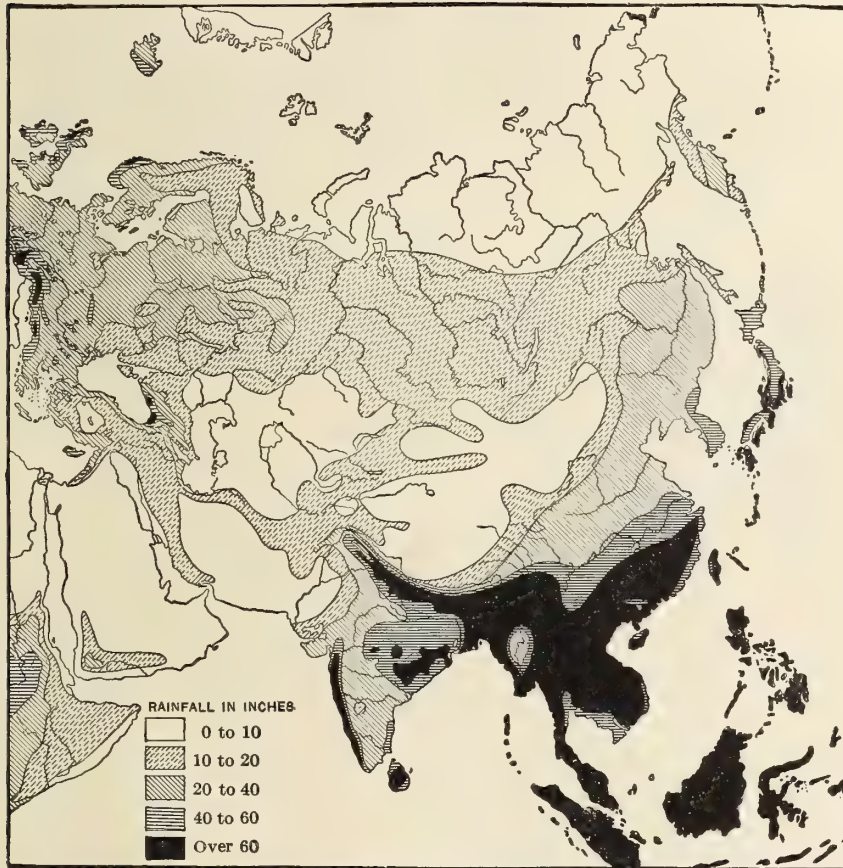 RAINFALL IN INCHES
0 to 10
10 to 20
20 to 40
40 to 60
Over 60